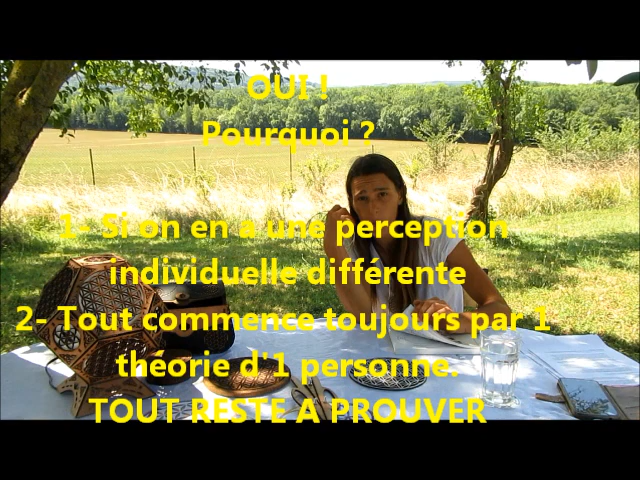 OUI !
Pourquoi ?
1- Si on en a une perception
individuelle différente
2- Tout commence toujours par 1
théorie d'1 personne.
TOUT RESTE A PROUVER